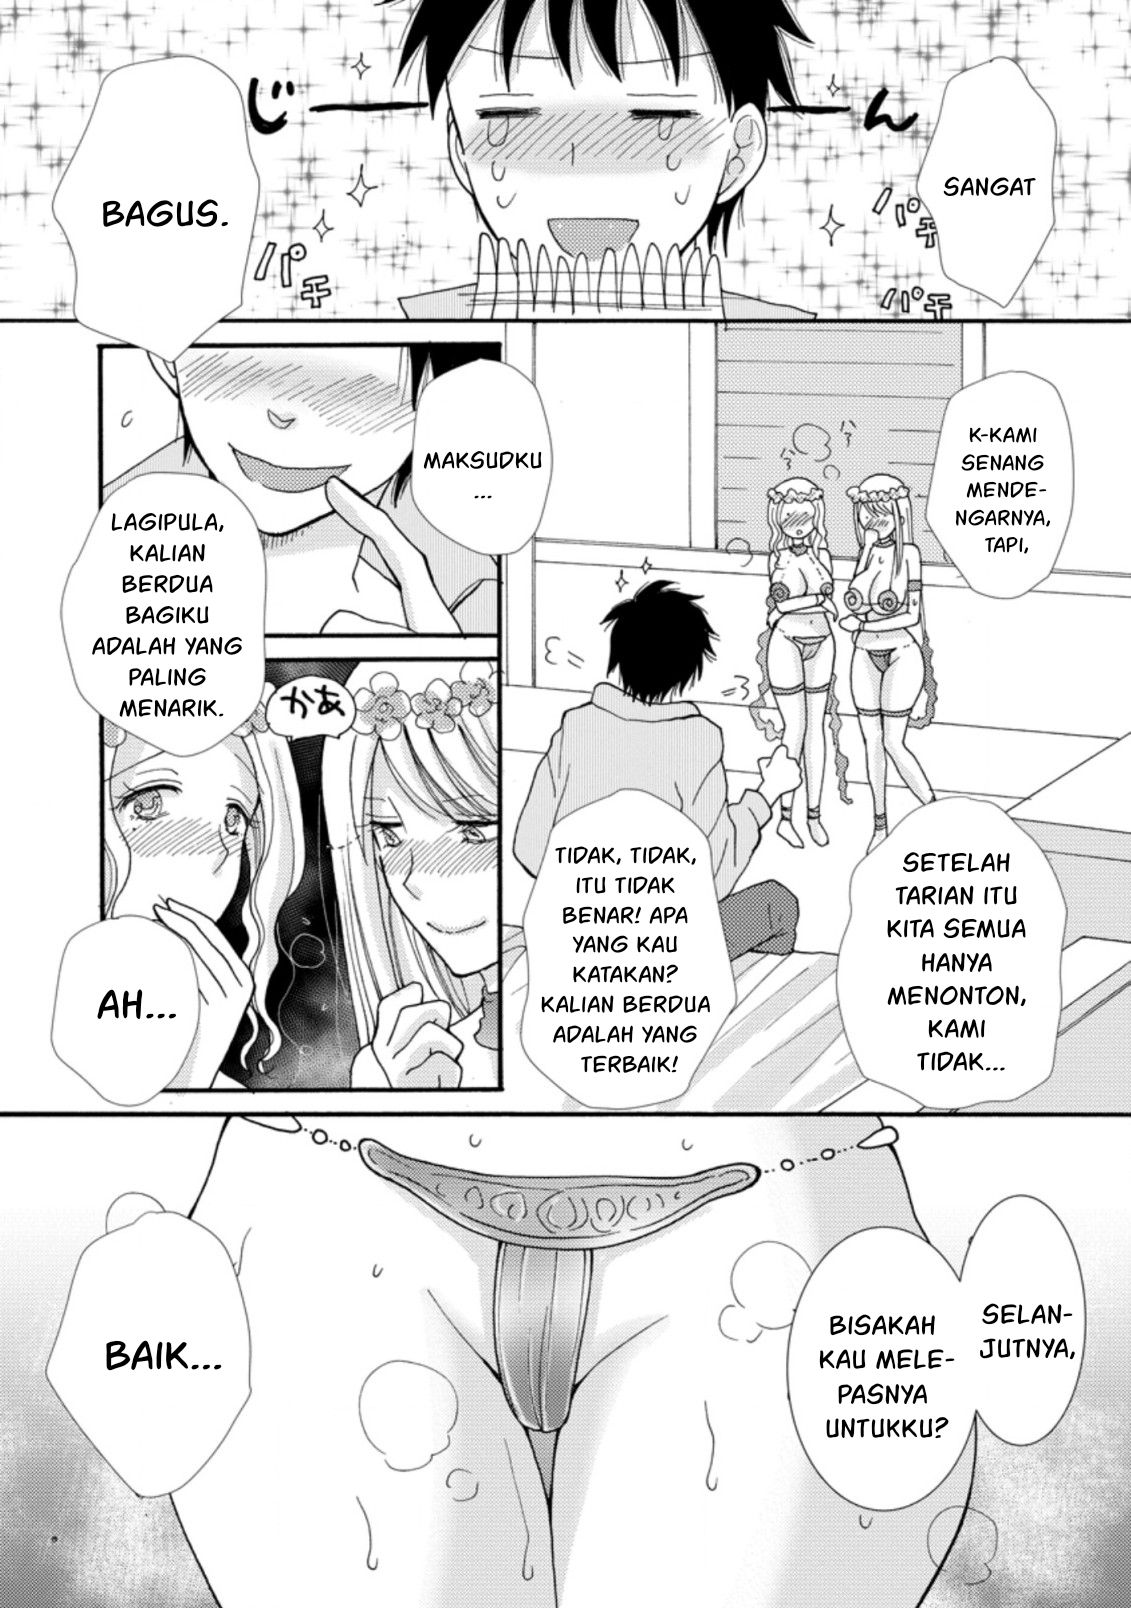 じーーん
SANGAT
パチ
パチ
パチ
BAGUS.
K-KAMI
SENANG
MENDE-
NGARNYA,
TAPI,
SETELAH
TARIAN ITU
KITA SEMUA
HANYA
MENONTON,
KAMI
TIDAK...
TIDAK, TIDAK,
ITU TIDAK
BENAR! APA
YANG KAU
KATAKAN?
KALIAN BERDUA
ADALAH YANG
TERBAIK!
MAKSUDKU
...
LAGIPULA,
KALIAN
BERDUA
BAGIKU
ADALAH YANG
PALING
MENARIK.
かあ
AH...
SELAN-
JUTNYA,
BISAKAH
KAU MELE-
PASNYA
UNTUKKU?
BAIK...